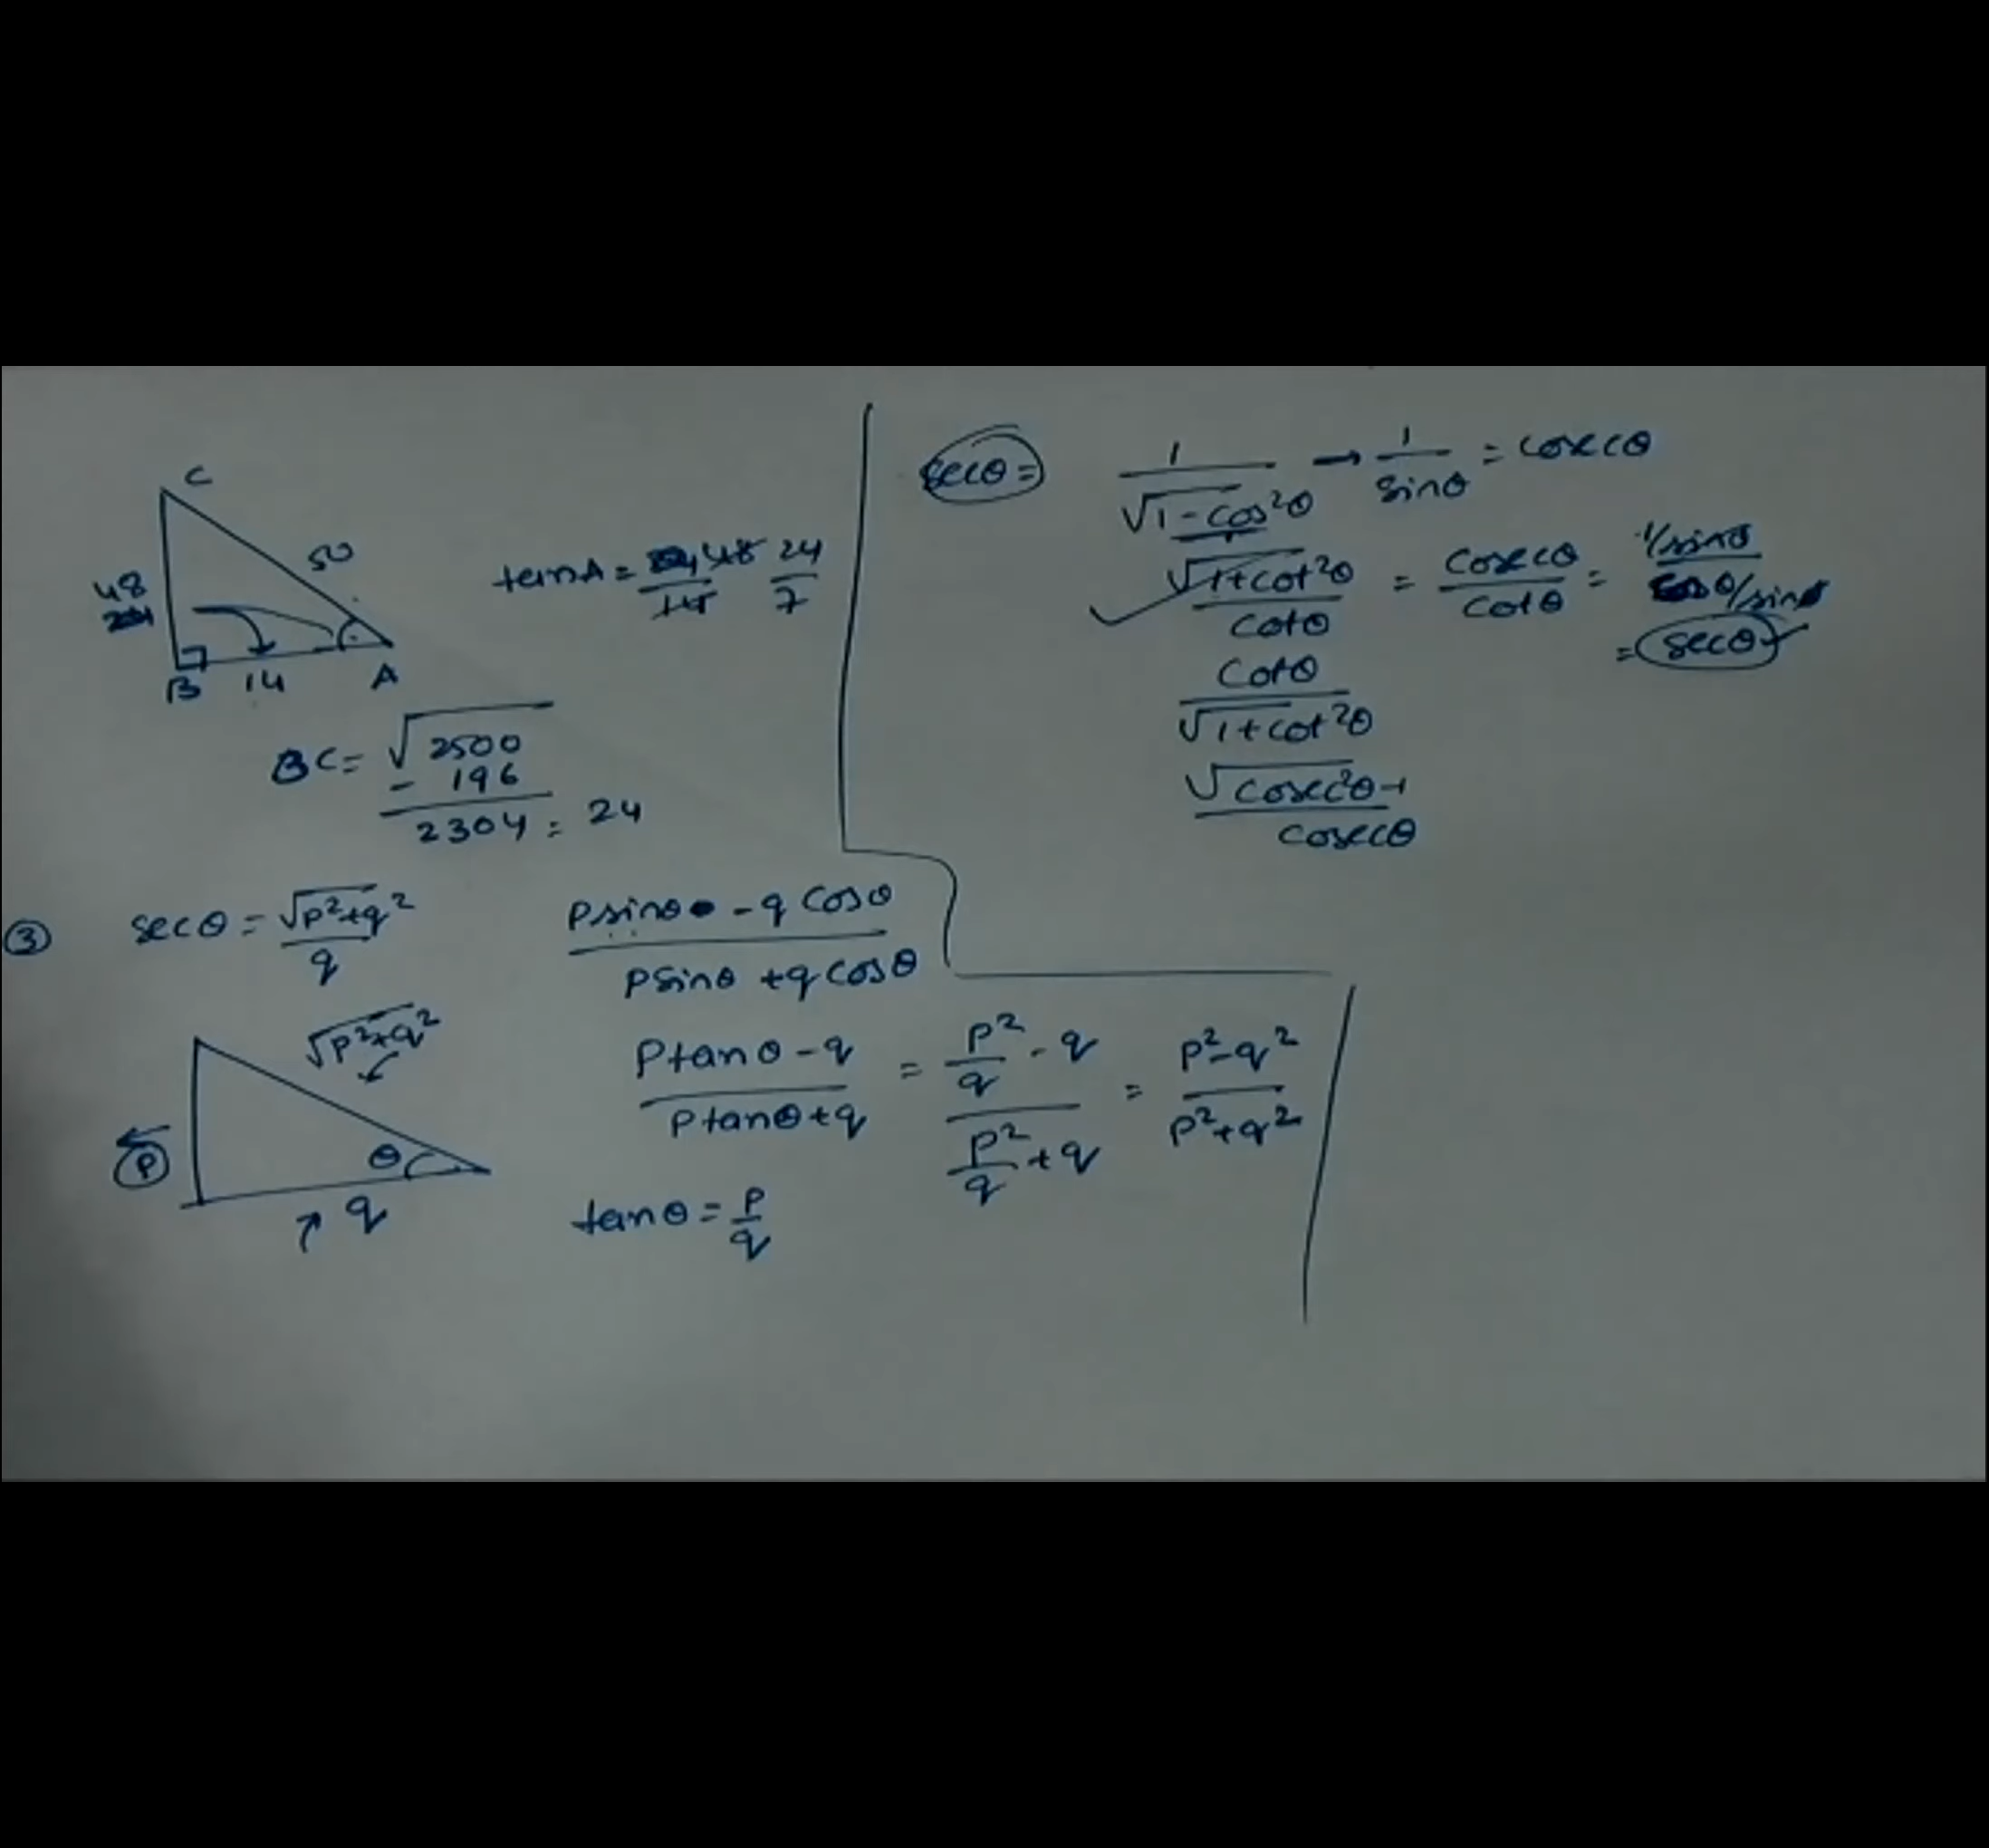 C
50
48
B 14 A
tan A = 48/14 24/7
BC = √2500
- 196
2304 = 24
secθ =
1/√1-cos²θ → 1/sinθ = cosecθ
√1+cot²θ/cotθ = cosecθ/cotθ = 1/sinθ/cosθ/sinθ
= secθ
cotθ/√1+cot²θ
√cosec²θ-1/cosecθ
③ secθ = √p²+q²/q
√p²+q²
P
θ
q
psinθ - q cosθ/psinθ + q cosθ
Ptanθ - q/Ptanθ + q = p²/q - q/p²/q + q = p²-q²/p²+q²
tanθ = p/q